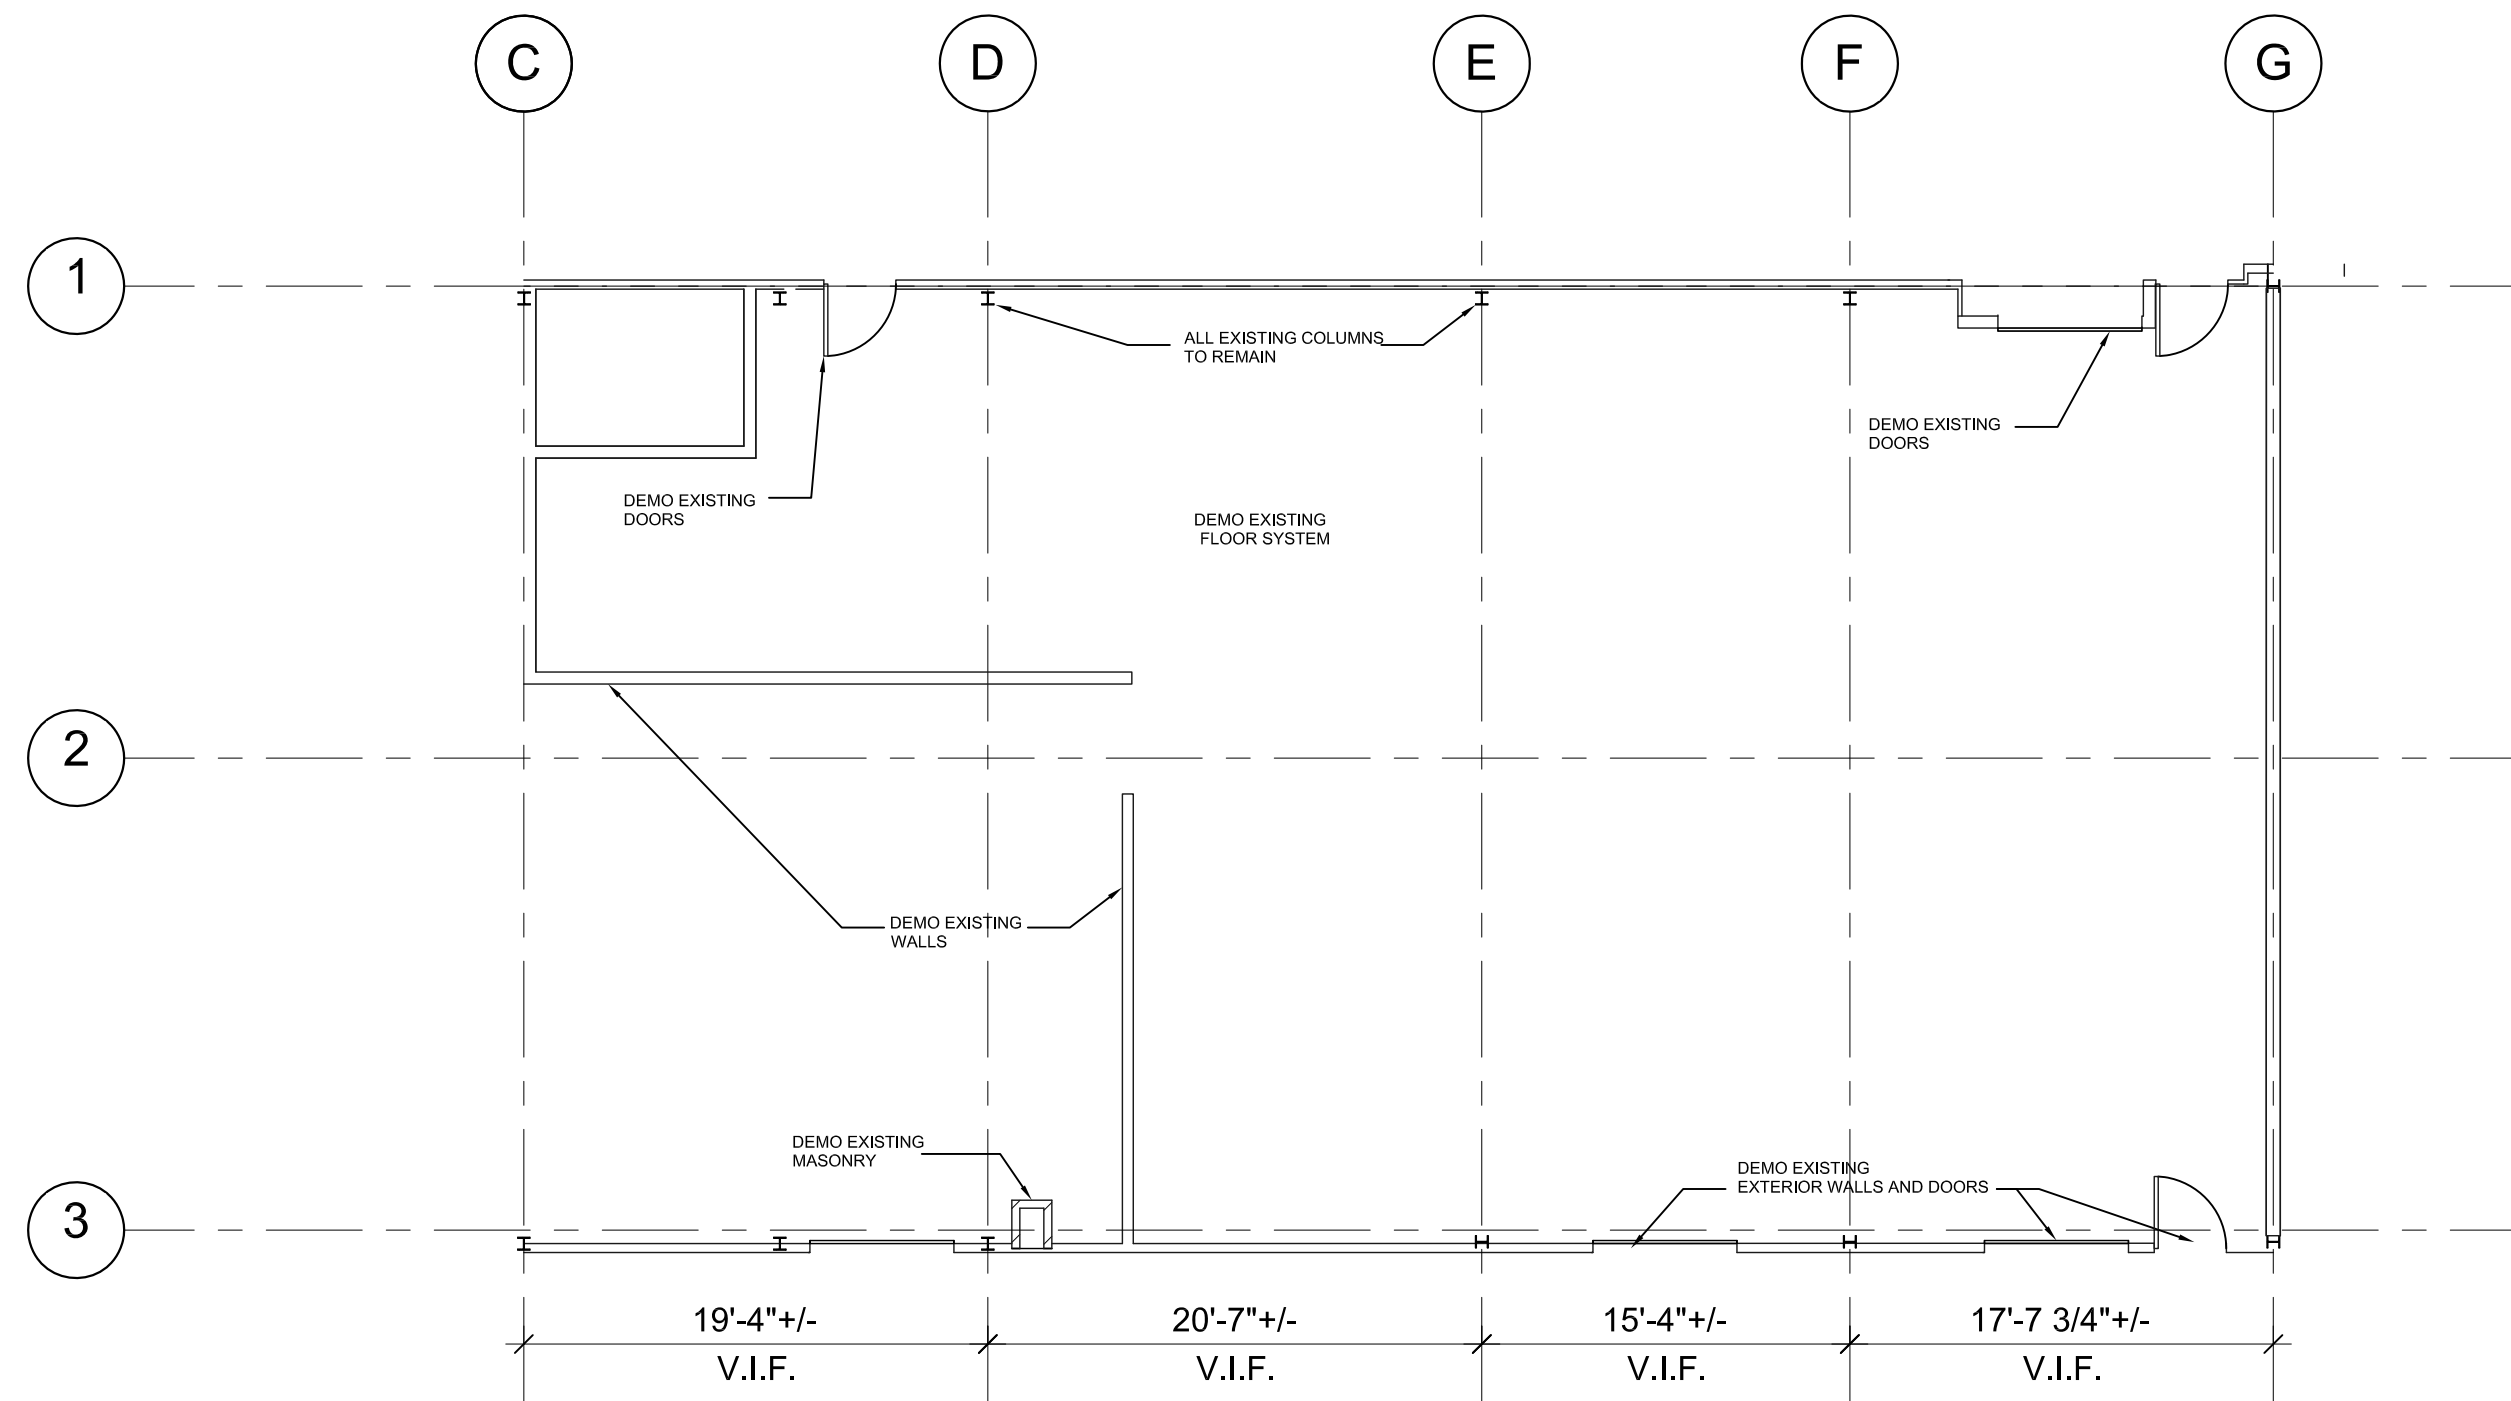 C D E F G
1
ALL EXISTING COLUMNS
TO REMAIN
DEMO EXISTING
DOORS
DEMO EXISTING
DOORS
DEMO EXISTING
FLOOR SYSTEM
2
DEMO EXISTING
WALLS
DEMO EXISTING
MASONRY
DEMO EXISTING
EXTERIOR WALLS AND DOORS
3
19'-4"+/- 20'-7"+/- 15'-4"+/- 17'-7 3/4"+/-
V.I.F. V.I.F. V.I.F. V.I.F.